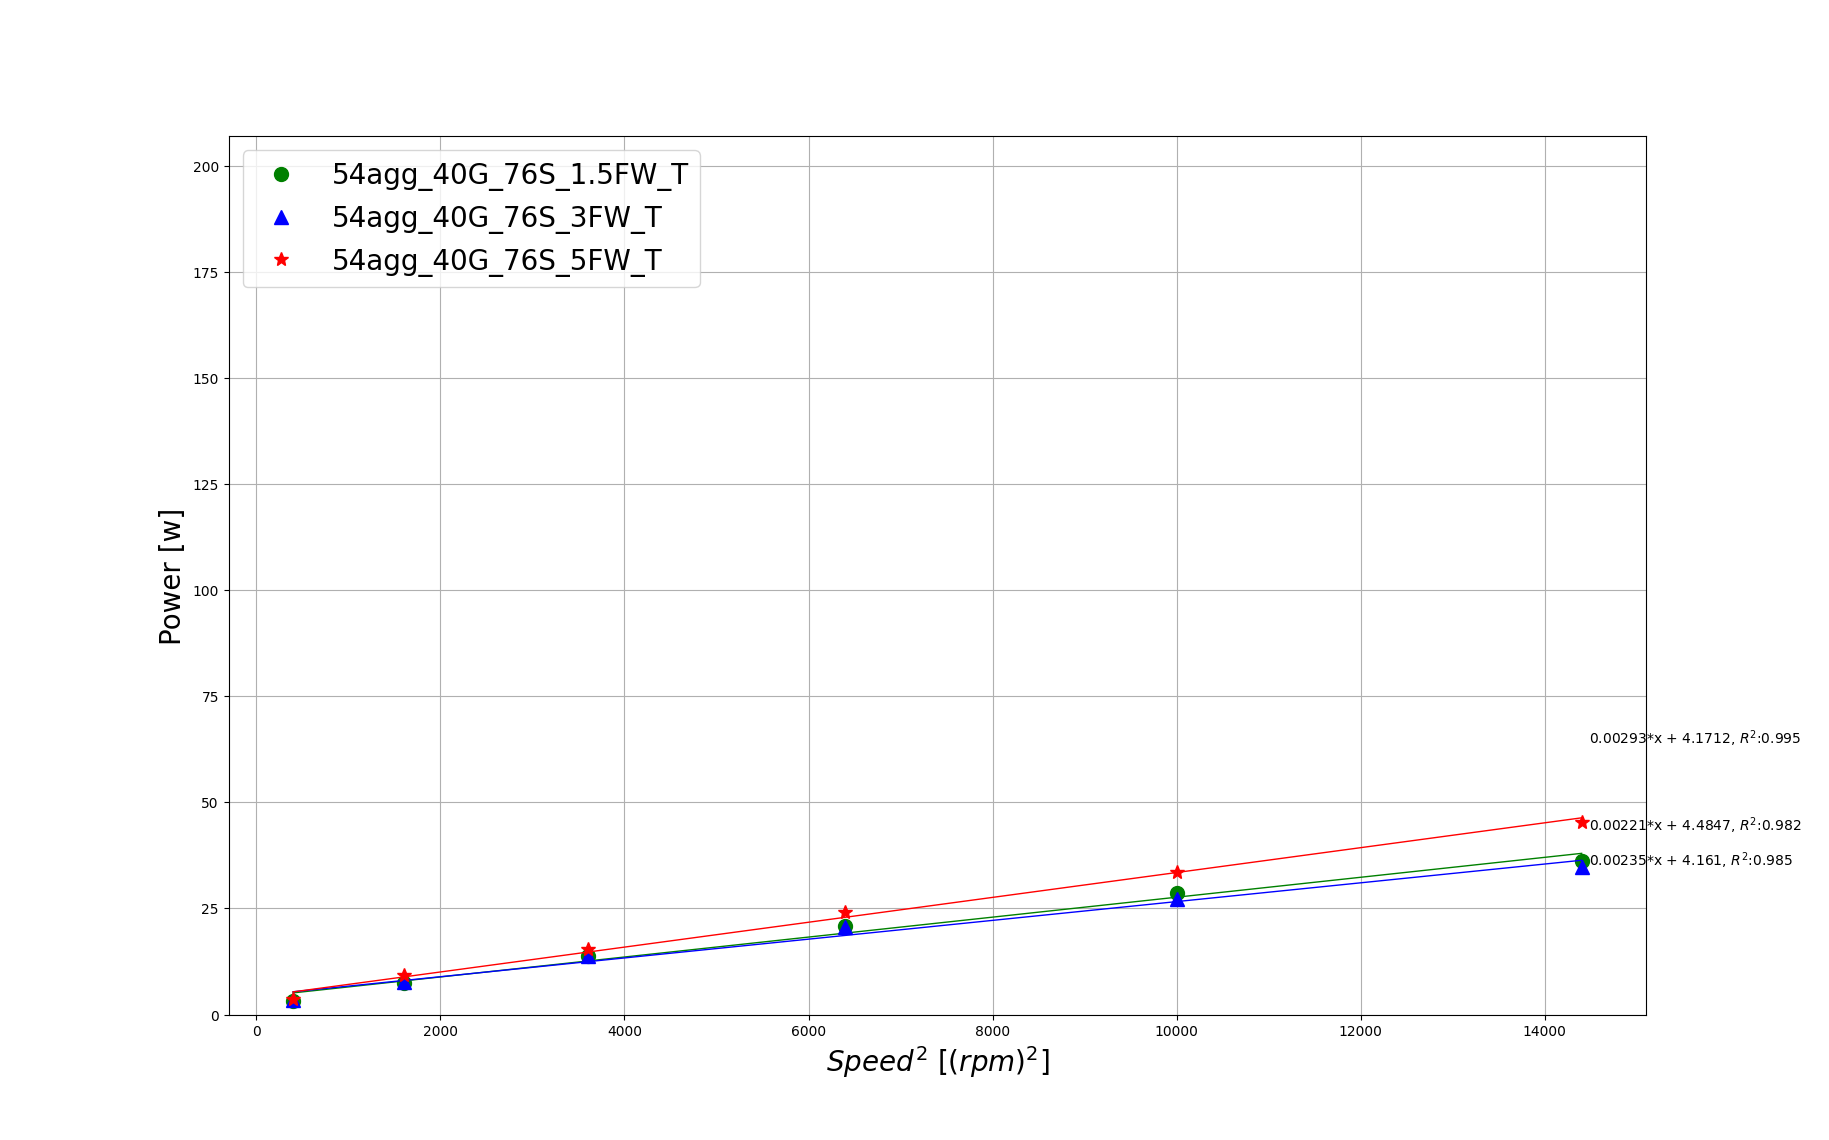 54agg_40G_76S_1.5FW_T
54agg_40G_76S_3FW_T
54agg_40G_76S_5FW_T
200
175
150
125
100
75
50
25
0
Power [w]
0.00293*x + 4.1712, R²:0.995
0.00221*x + 4.4847, R²:0.982
0.00235*x + 4.161, R²:0.985
0 2000 4000 6000 8000 10000 12000 14000
Speed² [(rpm)²]